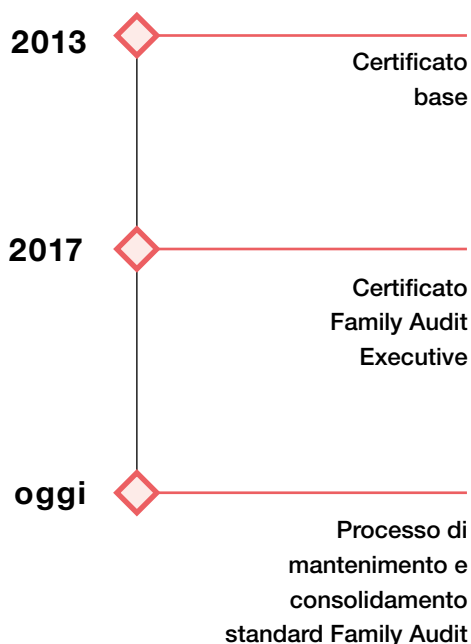 2013
Certificato
base
2017
Certificato
Family Audit
Executive
oggi
Processo di
mantenimento e
consolidamento
standard Family Audit